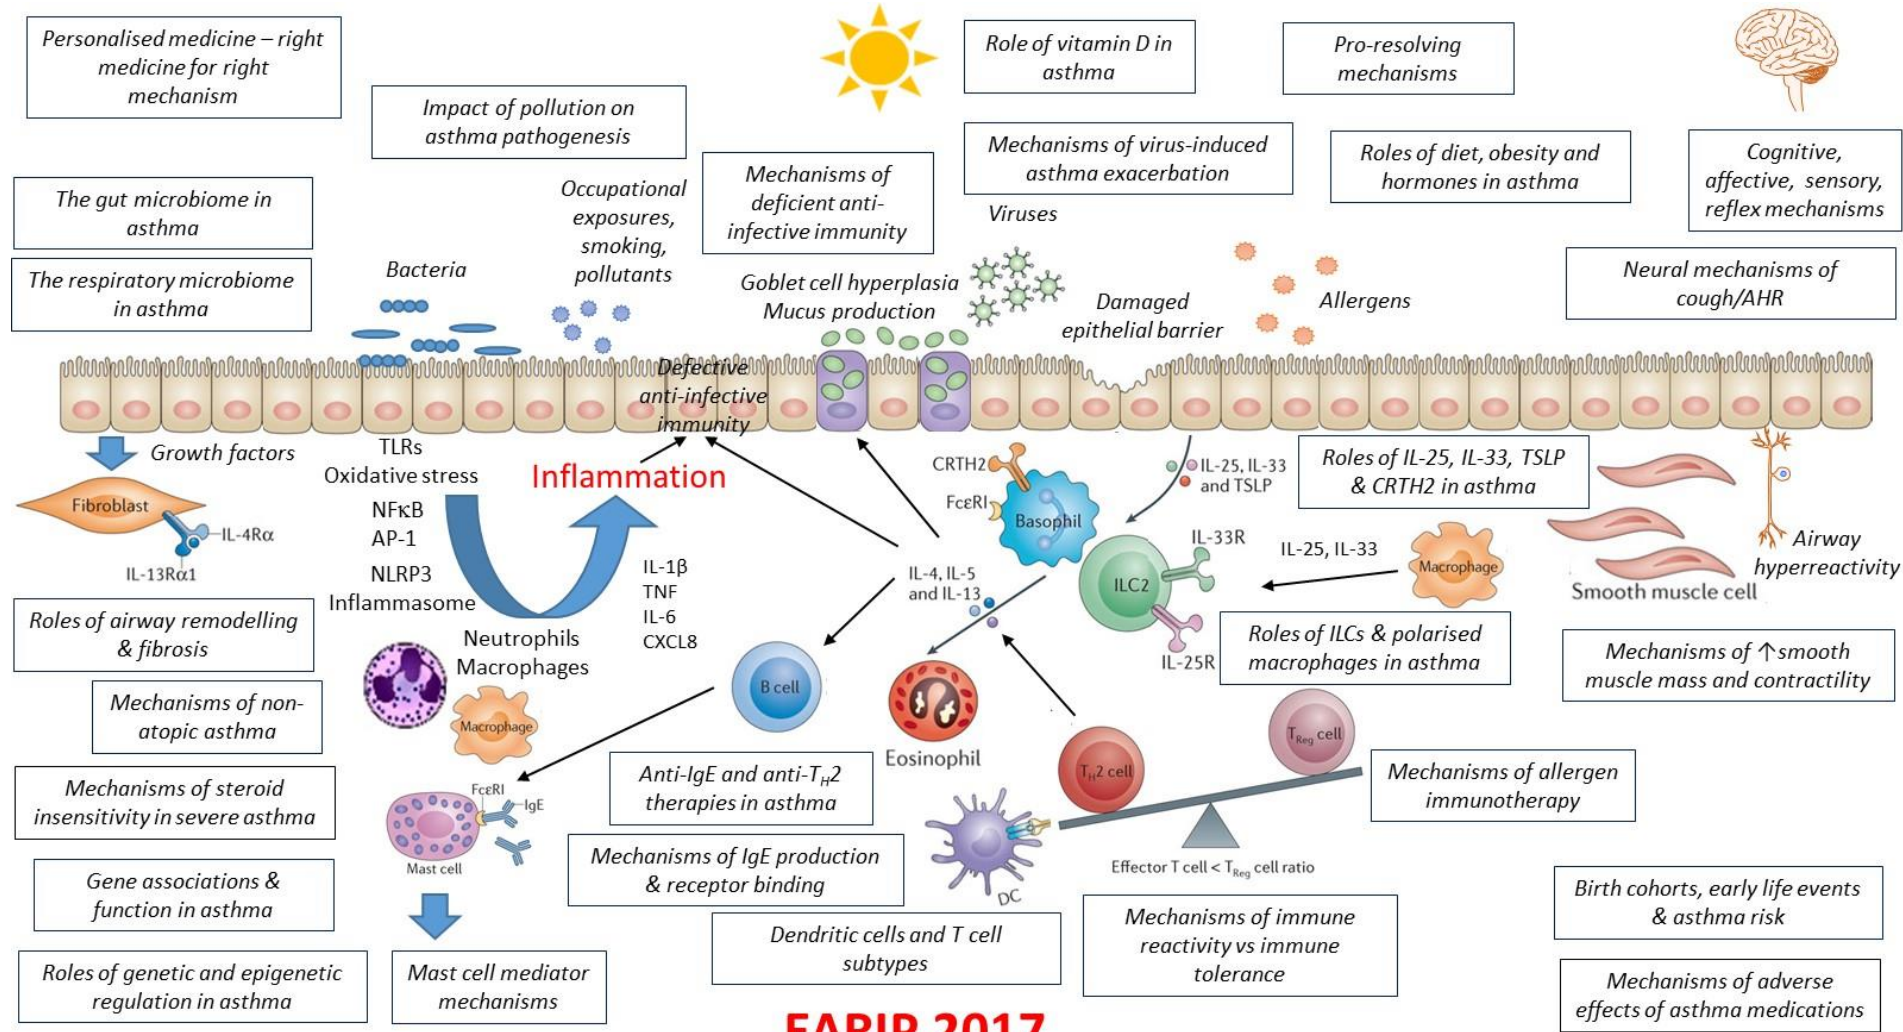 Personalised medicine – right
medicine for right
mechanism
Impact of pollution on
asthma pathogenesis
Role of vitamin D in
asthma
Pro-resolving
mechanisms
Mechanisms of
deficient anti-
infective immunity
Mechanisms of virus-induced
asthma exacerbation
Roles of diet, obesity and
hormones in asthma
Cognitive,
affective, sensory,
reflex mechanisms
The gut microbiome in
asthma
The respiratory microbiome
in asthma
Bacteria
Occupational
exposures,
smoking,
pollutants
Goblet cell hyperplasia
Mucus production
Viruses
Damaged
epithelial barrier
Allergens
Neural mechanisms of
cough/AHR
Defective
anti-infective
immunity
Growth factors
Fibroblast
IL-4Rα
IL-13Rα1
TLRs
Oxidative stress
NFκB
AP-1
NLRP3
Inflammasome
Inflammation
IL-1β
TNF
IL-6
CXCL8
Neutrophils
Macrophages
Macrophage
CRTH2
FcεRI
Basophil
IL-25, IL-33
and TSLP
Roles of IL-25, IL-33, TSLP
& CRTH2 in asthma
IL-4, IL-5
and IL-13
ILC2
IL-33R
IL-25R
IL-25, IL-33
Macrophage
Airway
hyperreactivity
Smooth muscle cell
Roles of airway remodelling
& fibrosis
Roles of ILCs & polarised
macrophages in asthma
Mechanisms of ↑smooth
muscle mass and contractility
Mechanisms of non-
atopic asthma
B cell
Eosinophil
TH2 cell
TReg cell
Mechanisms of steroid
insensitivity in severe asthma
FcεRI
IgE
Mast cell
Anti-IgE and anti-TH2
therapies in asthma
Mechanisms of allergen
immunotherapy
Mechanisms of IgE production
& receptor binding
DC
Effector T cell < TReg cell ratio
Gene associations &
function in asthma
Birth cohorts, early life events
& asthma risk
Dendritic cells and T cell
subtypes
Mechanisms of immune
reactivity vs immune
tolerance
Roles of genetic and epigenetic
regulation in asthma
Mast cell mediator
mechanisms
Mechanisms of adverse
effects of asthma medications
2017